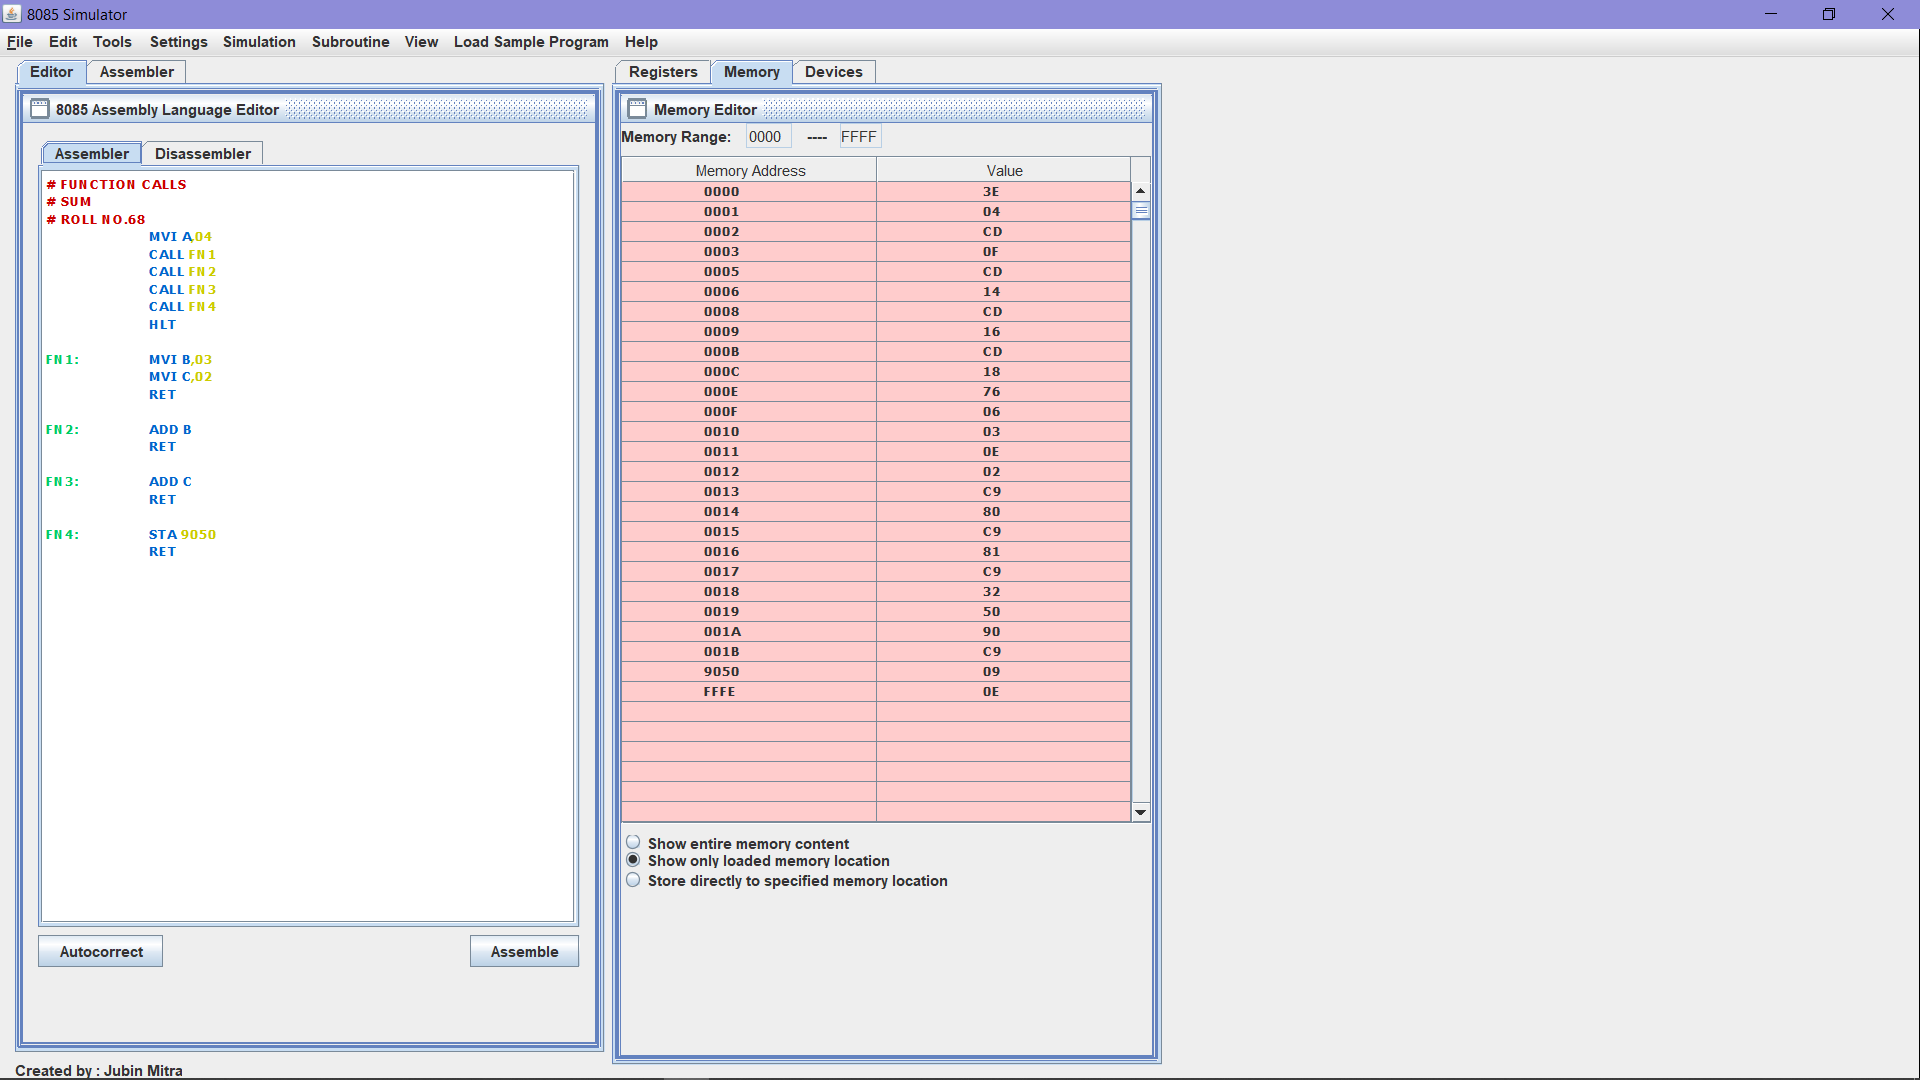 8085 Simulator
File Edit Tools Settings Simulation Subroutine View Load Sample Program Help
Editor Assembler
8085 Assembly Language Editor
Assembler Disassembler
# FUNCTION CALLS
# SUM
# ROLL NO.68
MVI A,04
CALL FN1
CALL FN2
CALL FN3
CALL FN4
HLT
FN1: MVI B,03
MVI C,02
RET
FN2: ADD B
RET
FN3: ADD C
RET
FN4: STA 9050
RET
Autocorrect Assemble
Registers Memory Devices
Memory Editor
Memory Range: 0000 ---- FFFF
Memory Address Value
0000 3E
0001 04
0002 CD
0003 0F
0005 CD
0006 14
0008 CD
0009 16
000B CD
000C 18
000E 76
000F 06
0010 03
0011 0E
0012 02
0013 C9
0014 80
0015 C9
0016 81
0017 C9
0018 32
0019 50
001A 90
001B C9
9050 09
FFFE 0E
Show entire memory content
Show only loaded memory location
Store directly to specified memory location
Created by : Jubin Mitra